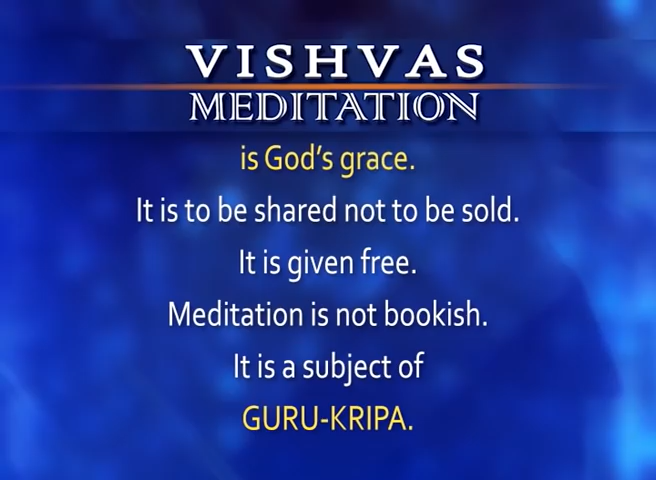 VISHVAS
MEDITATION
is God's grace.
It is to be shared not to be sold.
It is given free.
Meditation is not bookish.
It is a subject of
GURU-KRIPA.